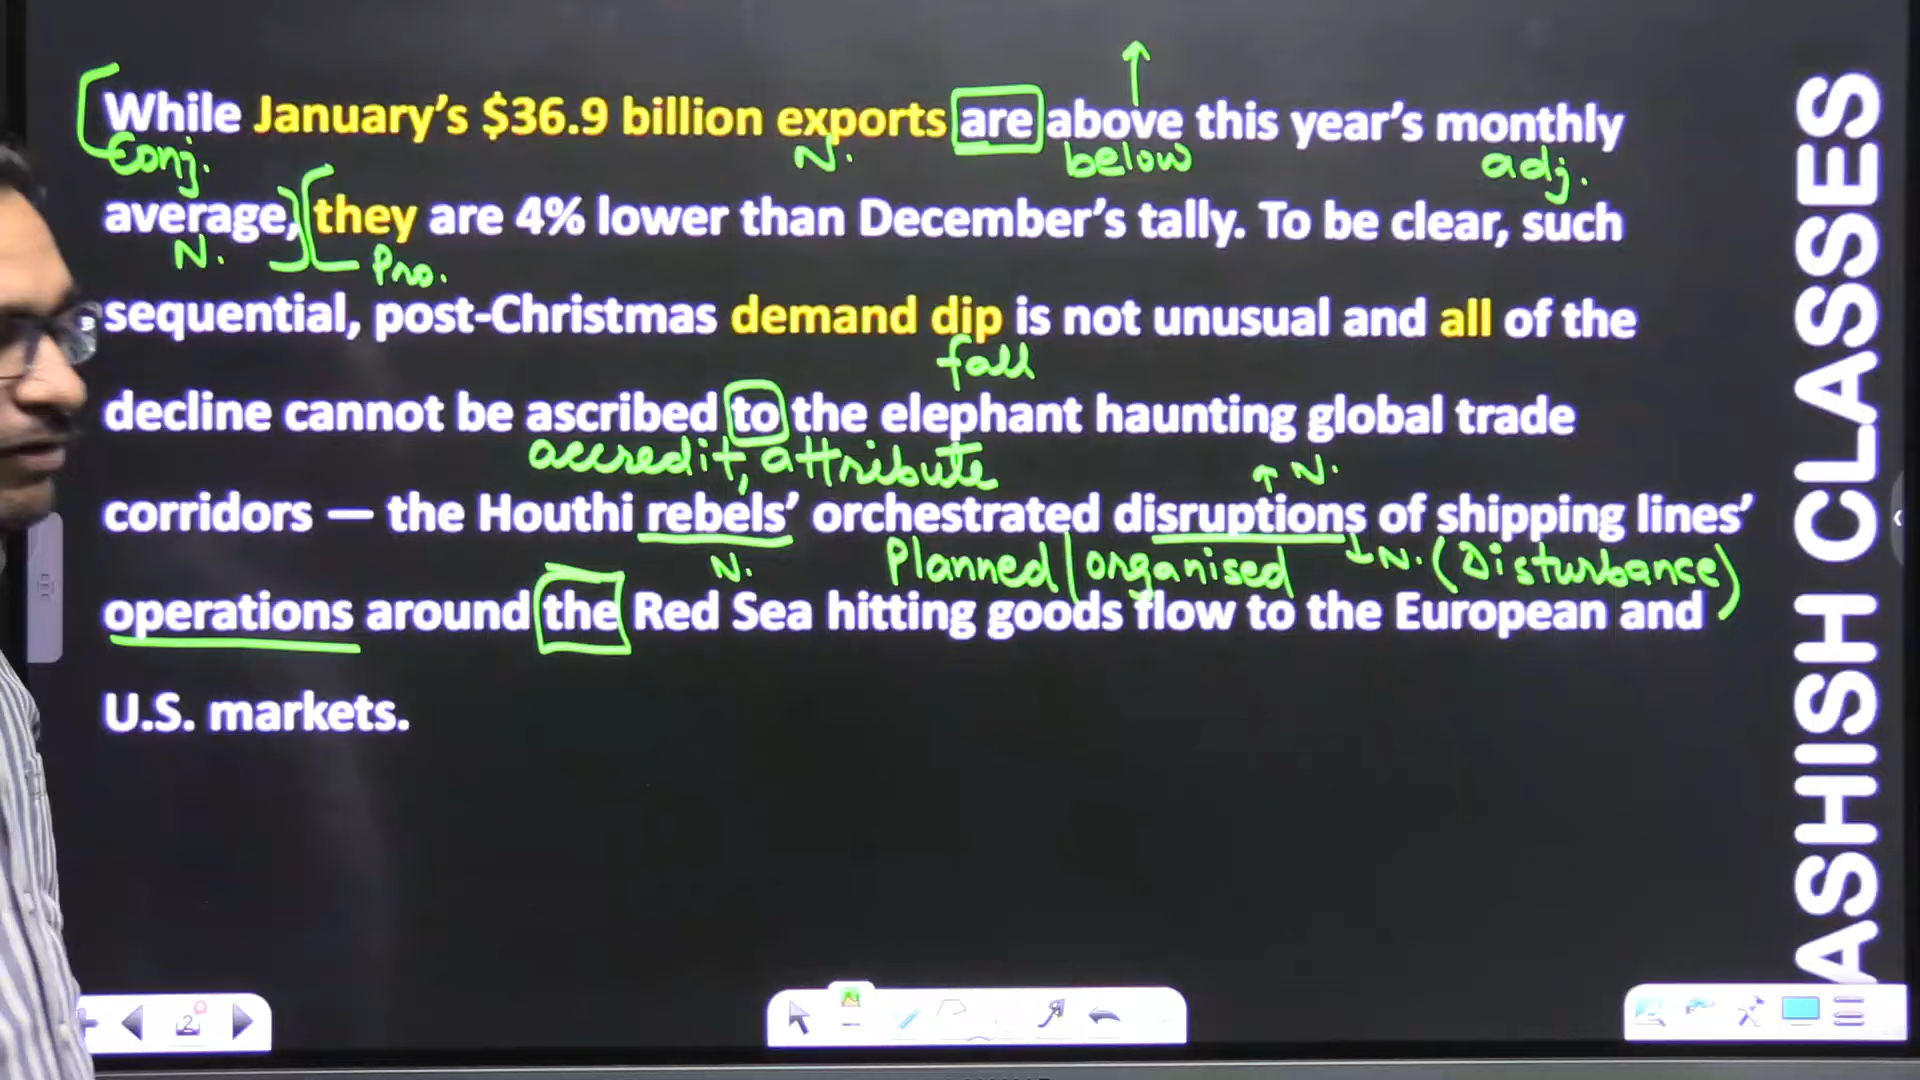 While January’s $36.9 billion exports are above this year’s monthly
Conj. N. below adj.
average, they are 4% lower than December’s tally. To be clear, such
N. Pro.
sequential, post-Christmas demand dip is not unusual and all of the
fall
decline cannot be ascribed to the elephant haunting global trade
accredit, attribute N.
corridors — the Houthi rebels’ orchestrated disruptions of shipping lines’
N. Planned | organised N. (Disturbance)
operations around the Red Sea hitting goods flow to the European and
U.S. markets.
ASHISH CLASSES
2